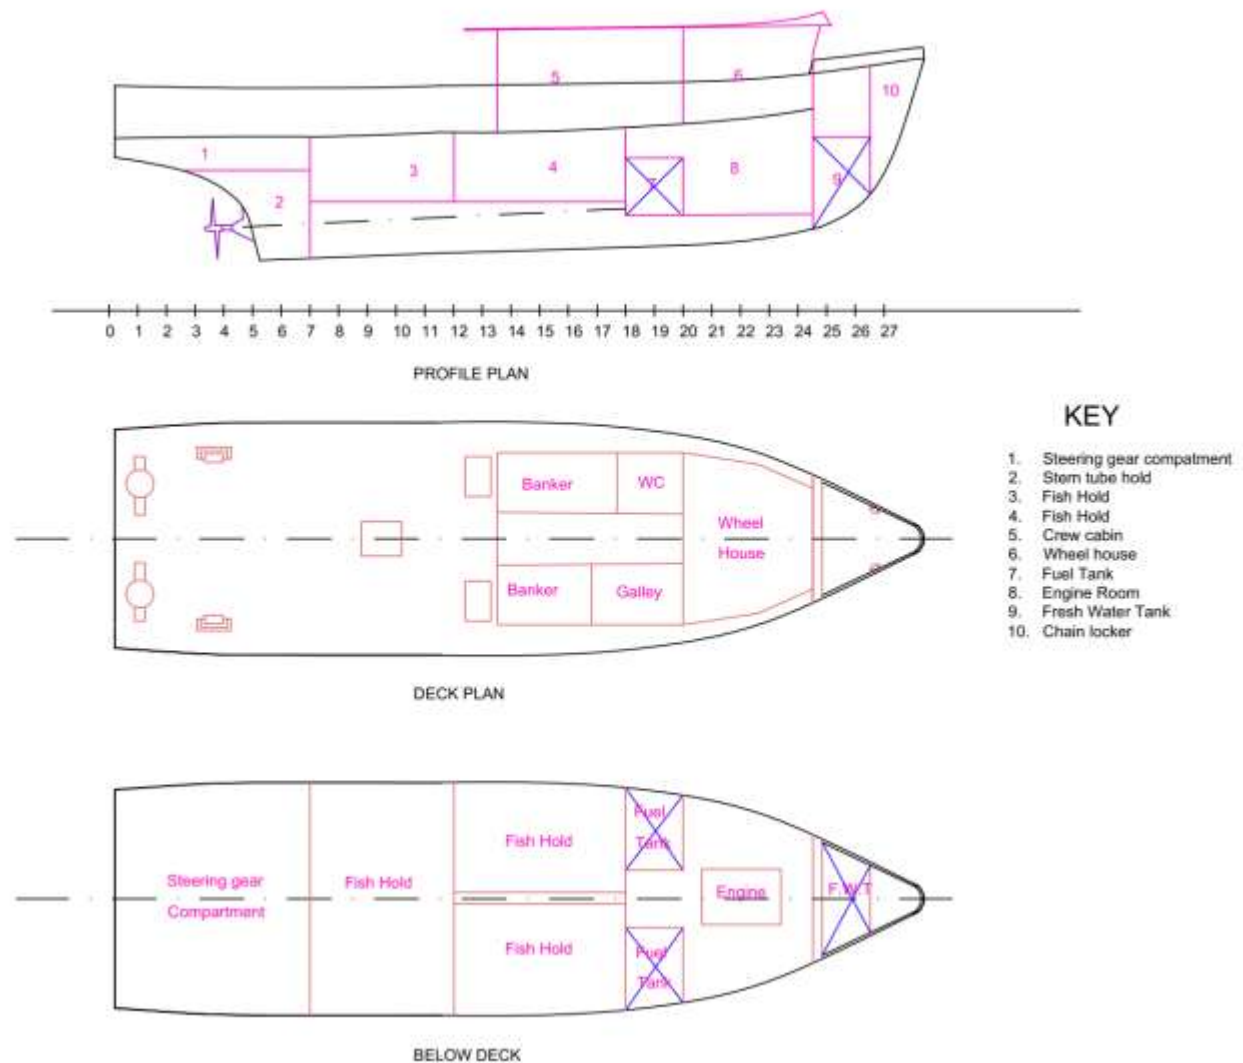 5
6
10
1
3
4
7
8
9
2
0 1 2 3 4 5 6 7 8 9 10 11 12 13 14 15 16 17 18 19 20 21 22 23 24 25 26 27
PROFILE PLAN
KEY
1. Steering gear compatment
2. Stern tube hold
3. Fish Hold
4. Fish Hold
5. Crew cabin
6. Wheel house
7. Fuel Tank
8. Engine Room
9. Fresh Water Tank
10. Chain locker
Banker
WC
Wheel
House
Banker
Galley
DECK PLAN
Fuel
Tank
Fish Hold
Steering gear
Compartment
Fish Hold
Engine
F.W.T
Fish Hold
Fuel
Tank
BELOW DECK